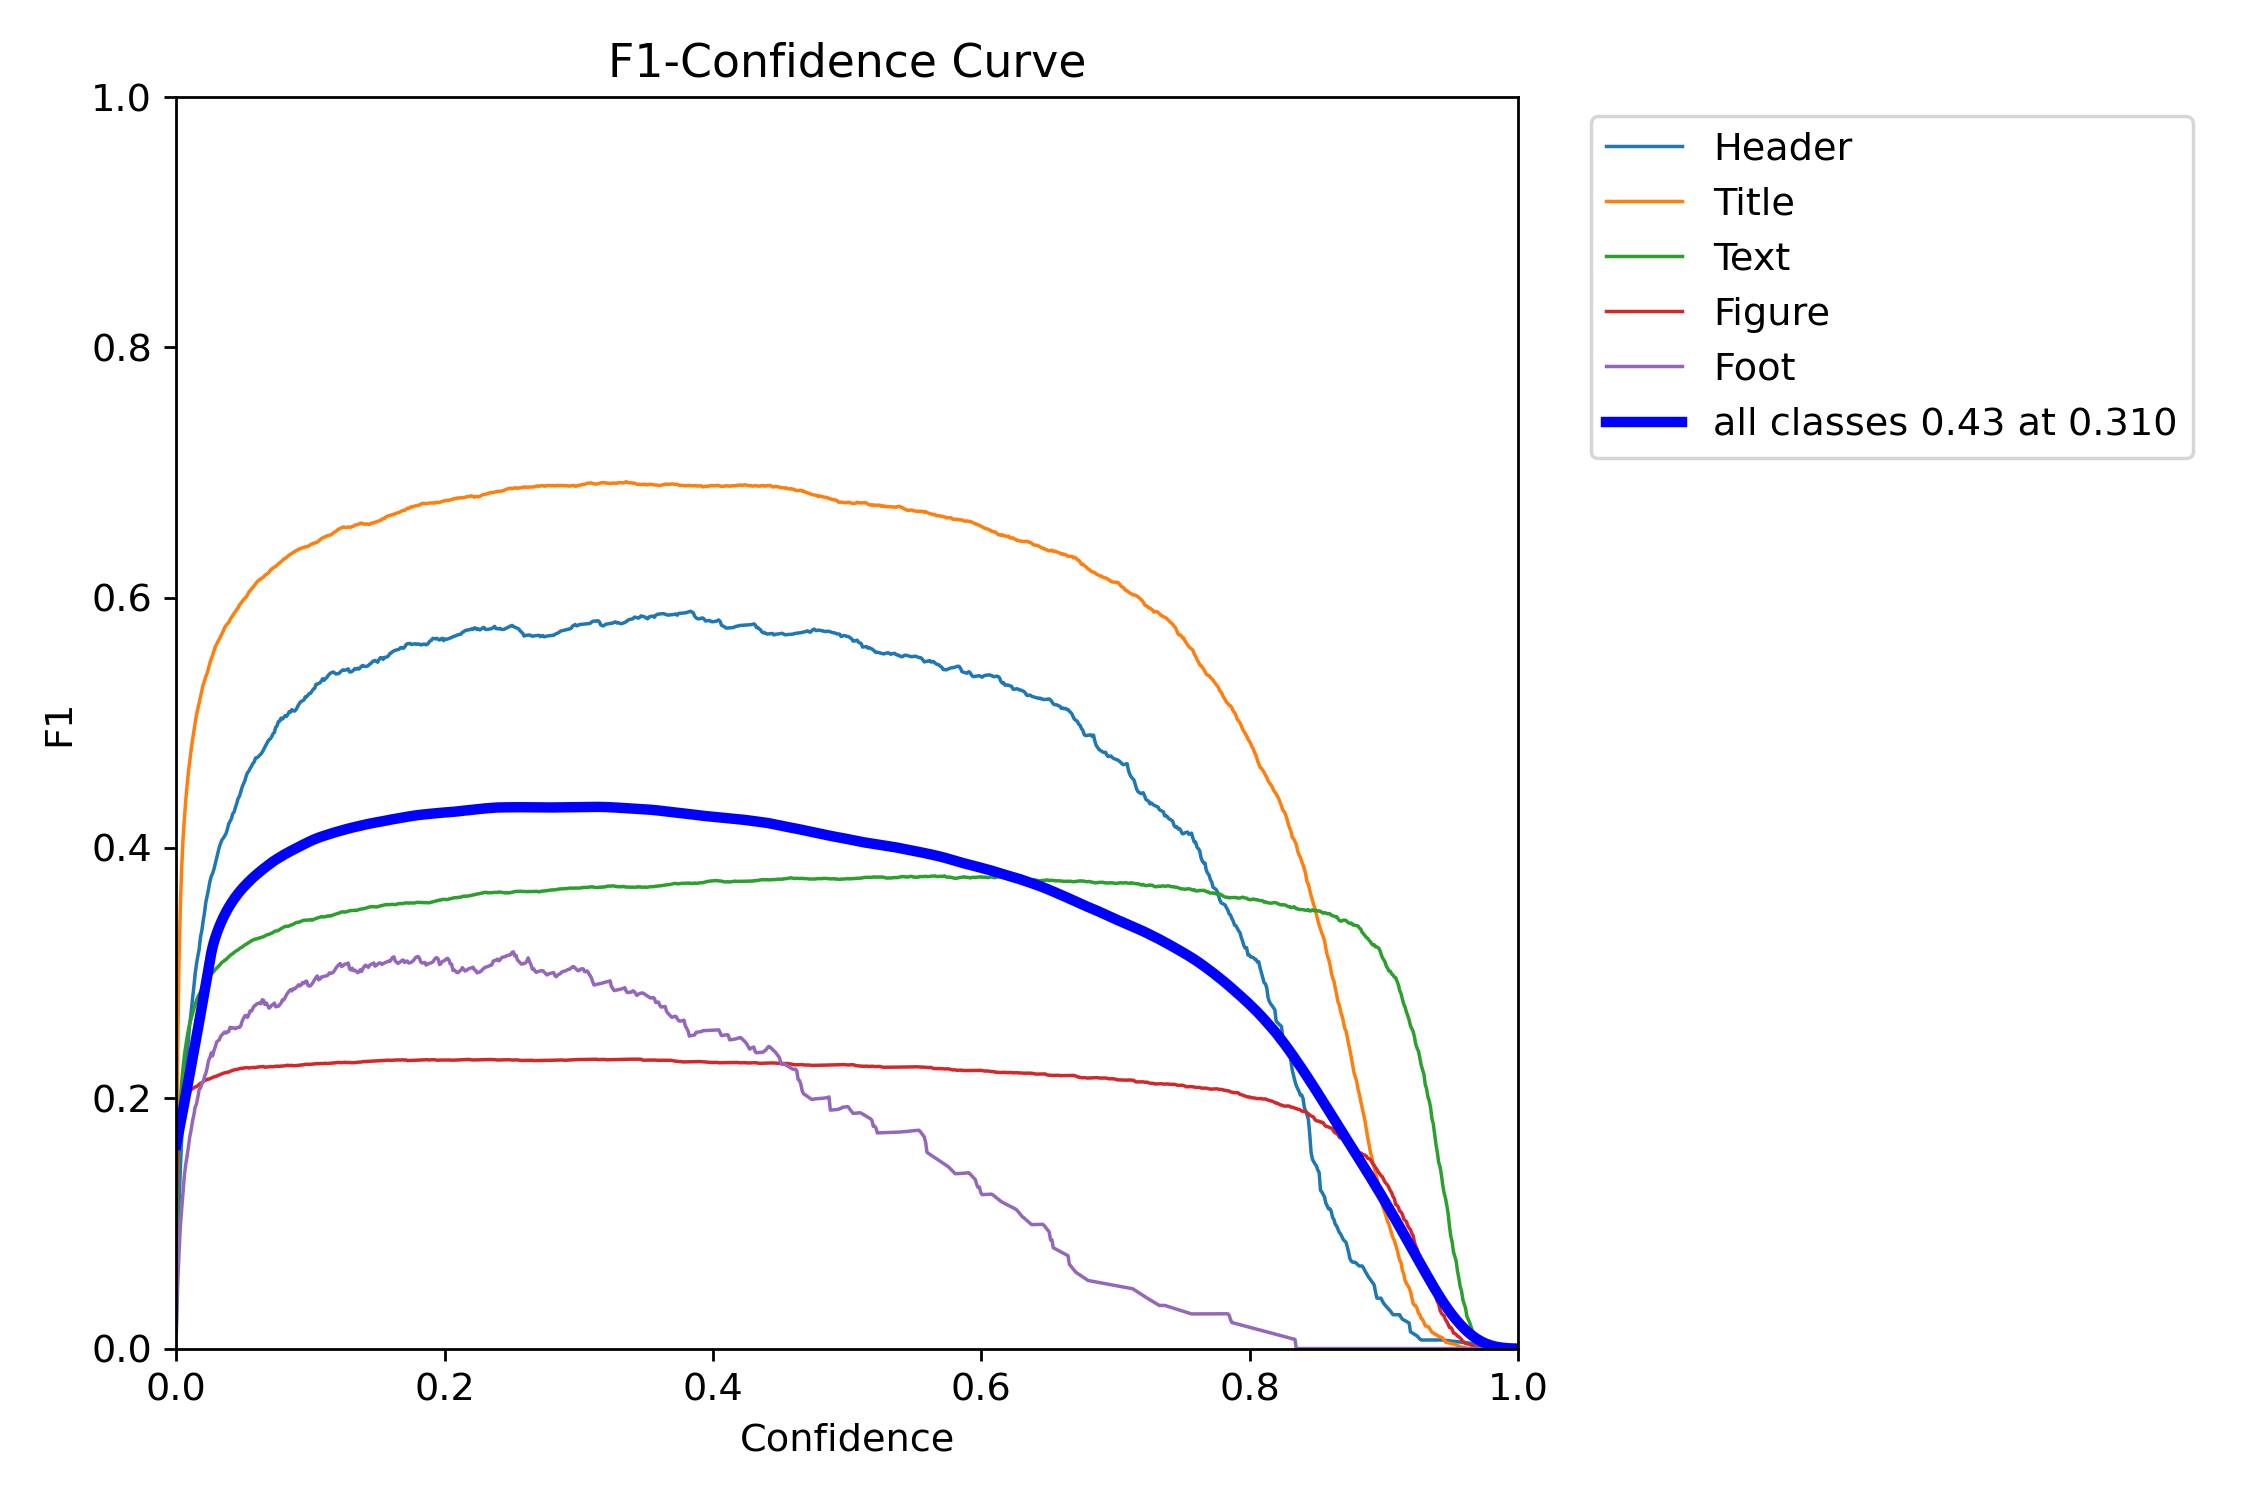 F1-Confidence Curve
1.0
0.8
0.6
0.4
0.2
0.0
F1
0.0 0.2 0.4 0.6 0.8 1.0
Confidence
Header
Title
Text
Figure
Foot
all classes 0.43 at 0.310